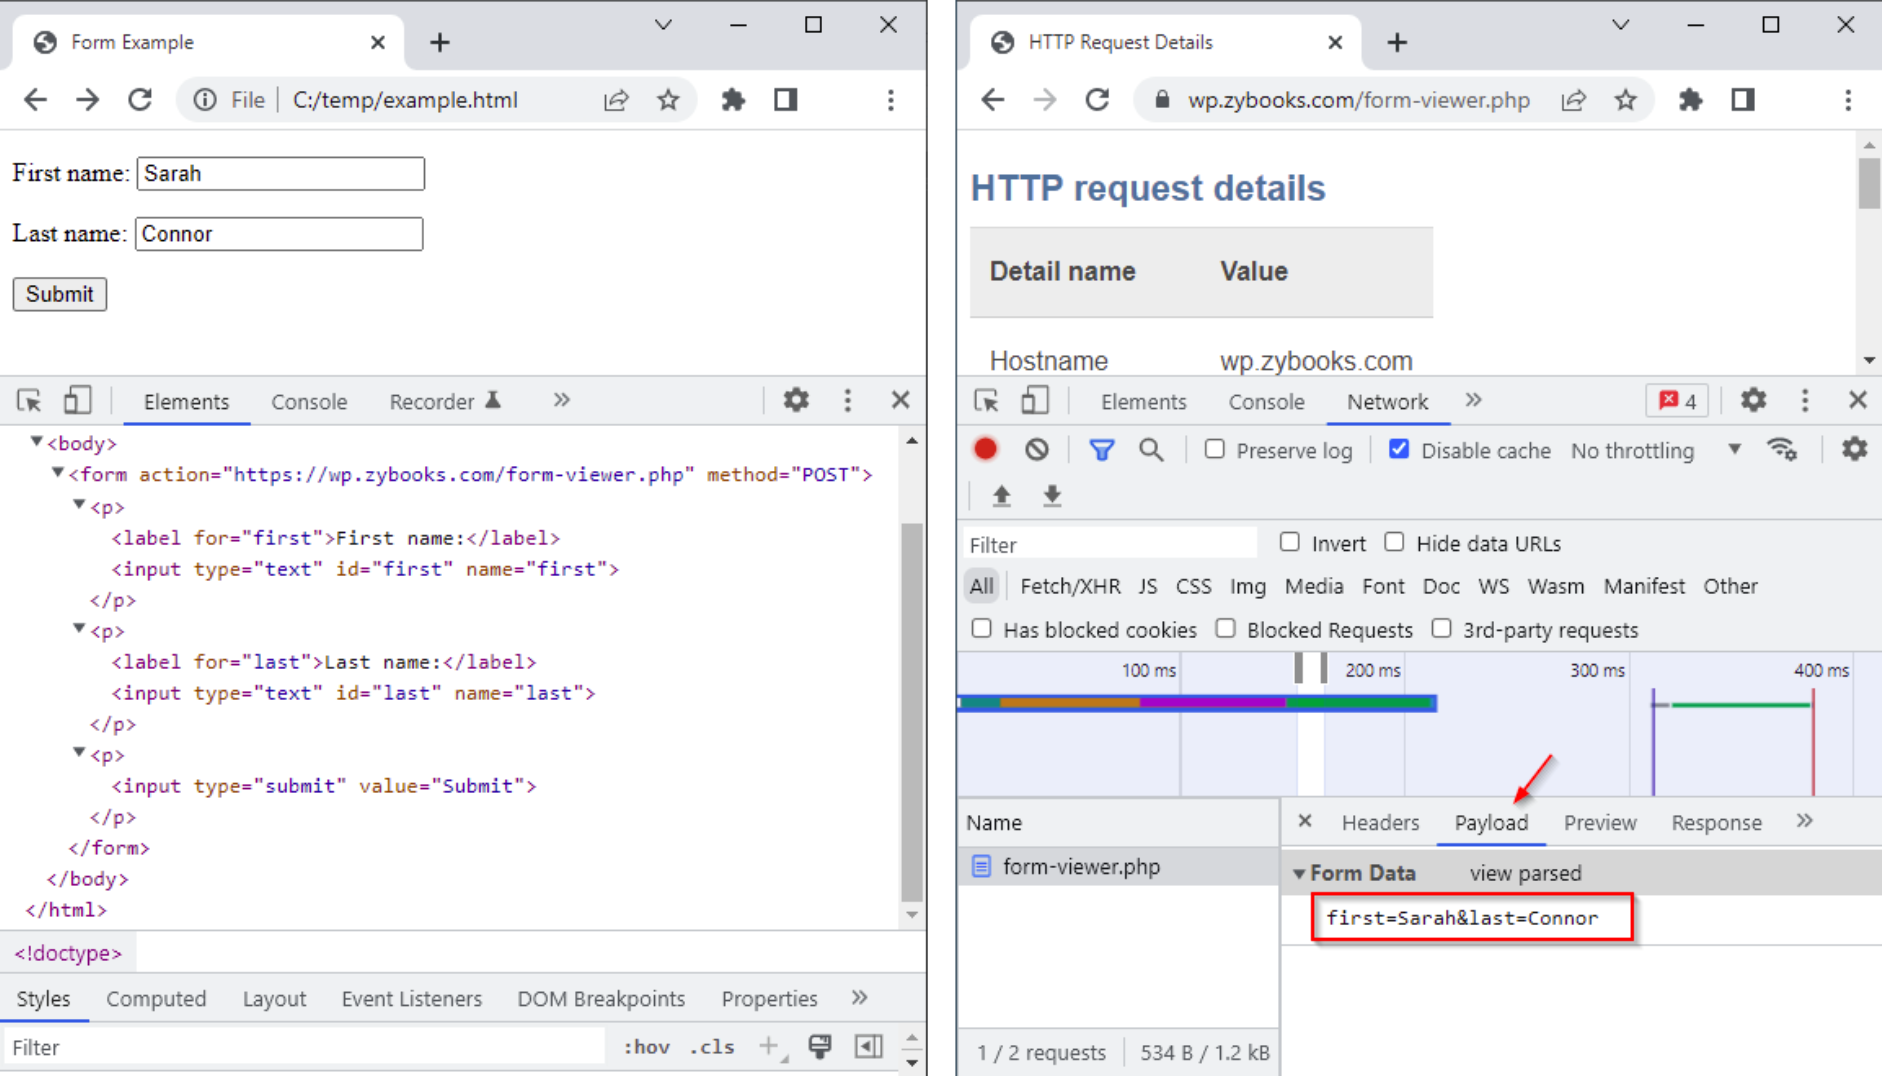 Form Example
File
C:/temp/example.html
First name: Sarah
Last name: Connor
Submit
Elements Console Recorder
<body>
<form action="https://wp.zybooks.com/form-viewer.php" method="POST">
<p>
<label for="first">First name:</label>
<input type="text" id="first" name="first">
</p>
<p>
<label for="last">Last name:</label>
<input type="text" id="last" name="last">
</p>
<p>
<input type="submit" value="Submit">
</p>
</form>
</body>
</html>
<!doctype>
Styles Computed Layout Event Listeners DOM Breakpoints Properties
Filter :hov .cls
HTTP Request Details
wp.zybooks.com/form-viewer.php
HTTP request details
Detail name Value
Hostname wp.zybooks.com
Elements Console Network 4
Preserve log Disable cache No throttling
Filter Invert Hide data URLs
All Fetch/XHR JS CSS Img Media Font Doc WS Wasm Manifest Other
Has blocked cookies Blocked Requests 3rd-party requests
100 ms 200 ms 300 ms 400 ms
Name
form-viewer.php
Headers Payload Preview Response
Form Data view parsed
first=Sarah&last=Connor
1 / 2 requests 534 B / 1.2 kB